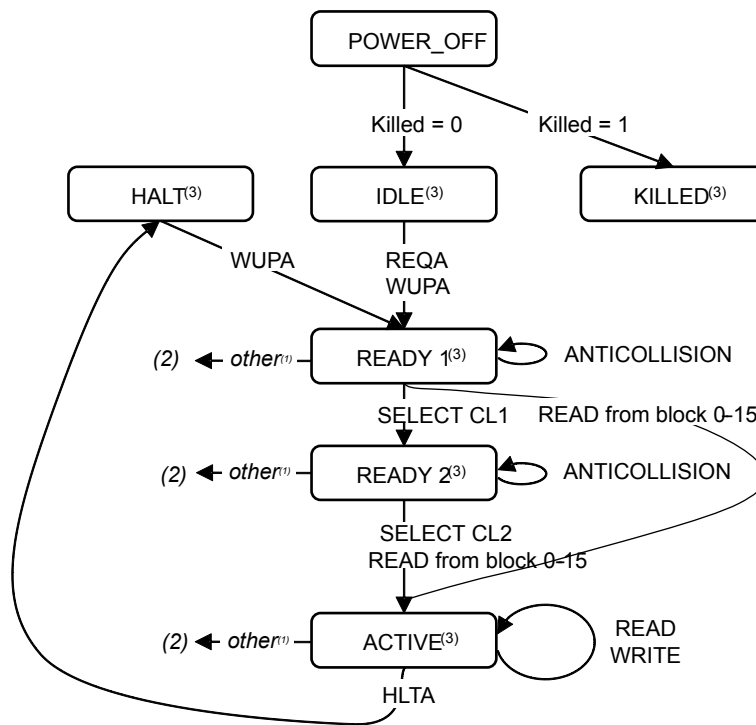 POWER_OFF
Killed = 0
Killed = 1
HALT(3)
IDLE(3)
KILLED(3)
WUPA
REQA
WUPA
(2)
other(1)
READY 1(3)
ANTICOLLISION
SELECT CL1
READ from block 0-15
(2)
other(1)
READY 2(3)
ANTICOLLISION
SELECT CL2
READ from block 0-15
(2)
other(1)
ACTIVE(3)
READ
WRITE
HLTA